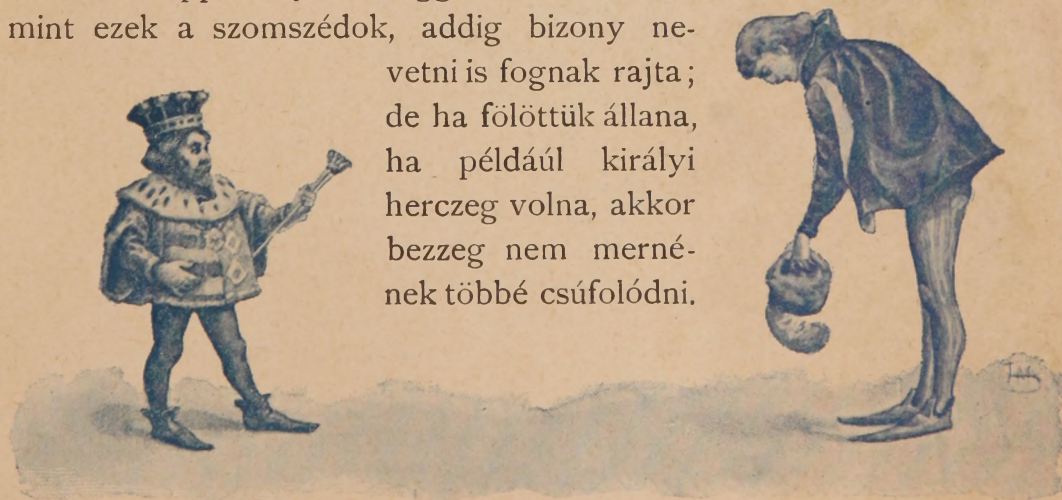 mint ezek a szomszédok, addig bizony ne-
vetni is fognak rajta;
de ha fölöttük állana,
ha példáúl királyi
herczeg volna, akkor
bezzeg nem merné-
nek többé csúfolódni.